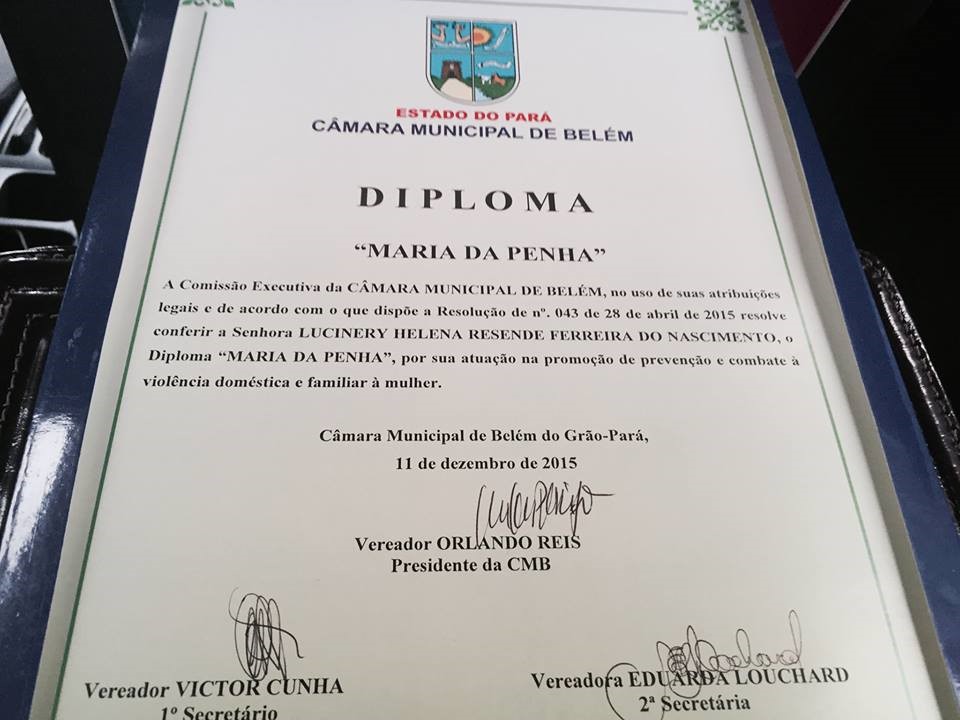 ESTADO DO PARÁ
CÂMARA MUNICIPAL DE BELÉM
DIPLOMA
“MARIA DA PENHA”
A Comissão Executiva da CÂMARA MUNICIPAL DE BELÉM, no uso de suas atribuições
legais e de acordo com o que dispõe a Resolução de nº. 043 de 28 de abril de 2015 resolve
conferir a Senhora LUCINERY HELENA RESENDE FERREIRA DO NASCIMENTO, o
Diploma “MARIA DA PENHA”, por sua atuação na promoção de prevenção e combate à
violência doméstica e familiar à mulher.
Câmara Municipal de Belém do Grão-Pará,
11 de dezembro de 2015
Vereador ORLANDO REIS
Presidente da CMB
Vereador VICTOR CUNHA
1º Secretário
Vereadora EDUARDA LOUCHARD
2ª Secretária